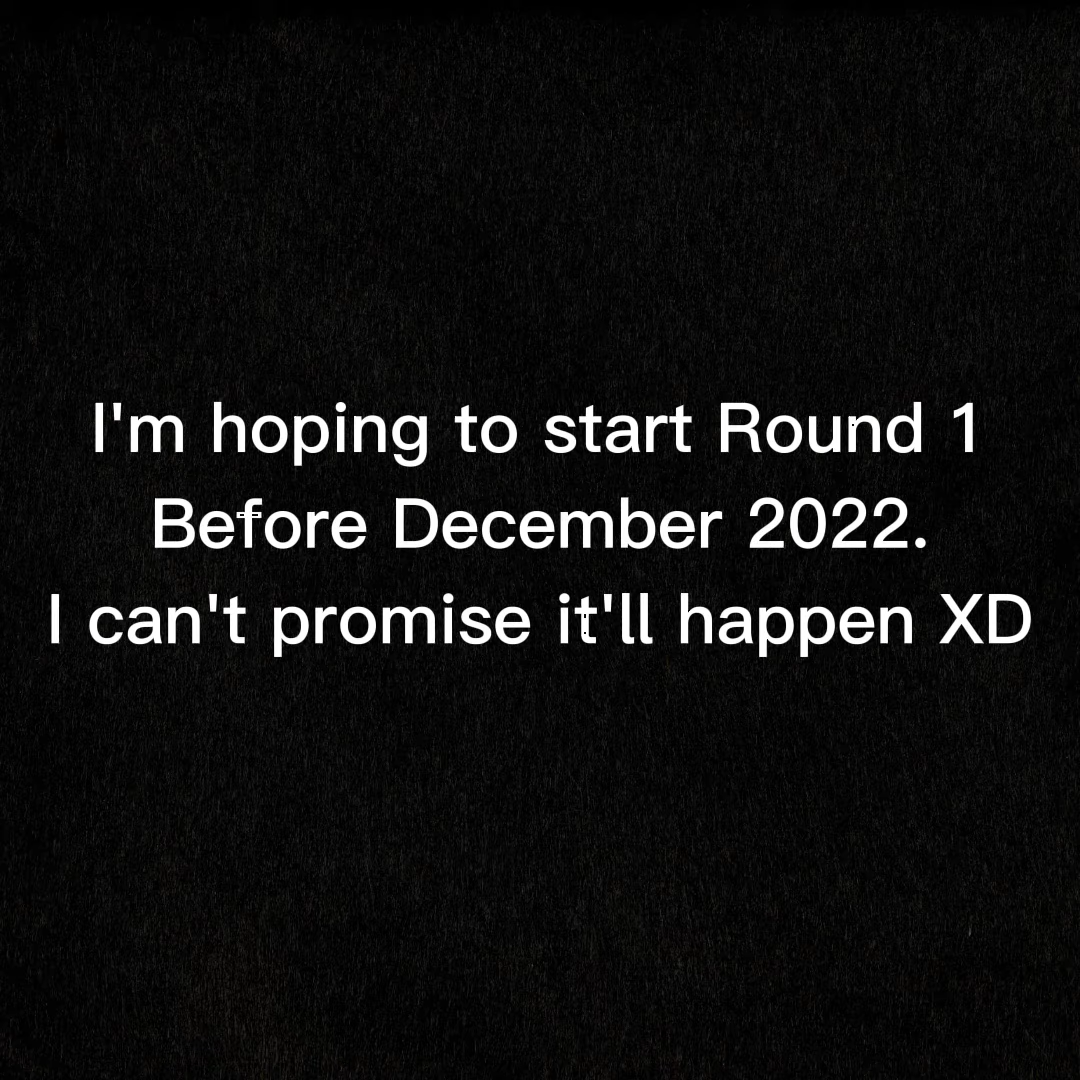 I'm hoping to start Round 1
Before December 2022.
I can't promise it'll happen XD